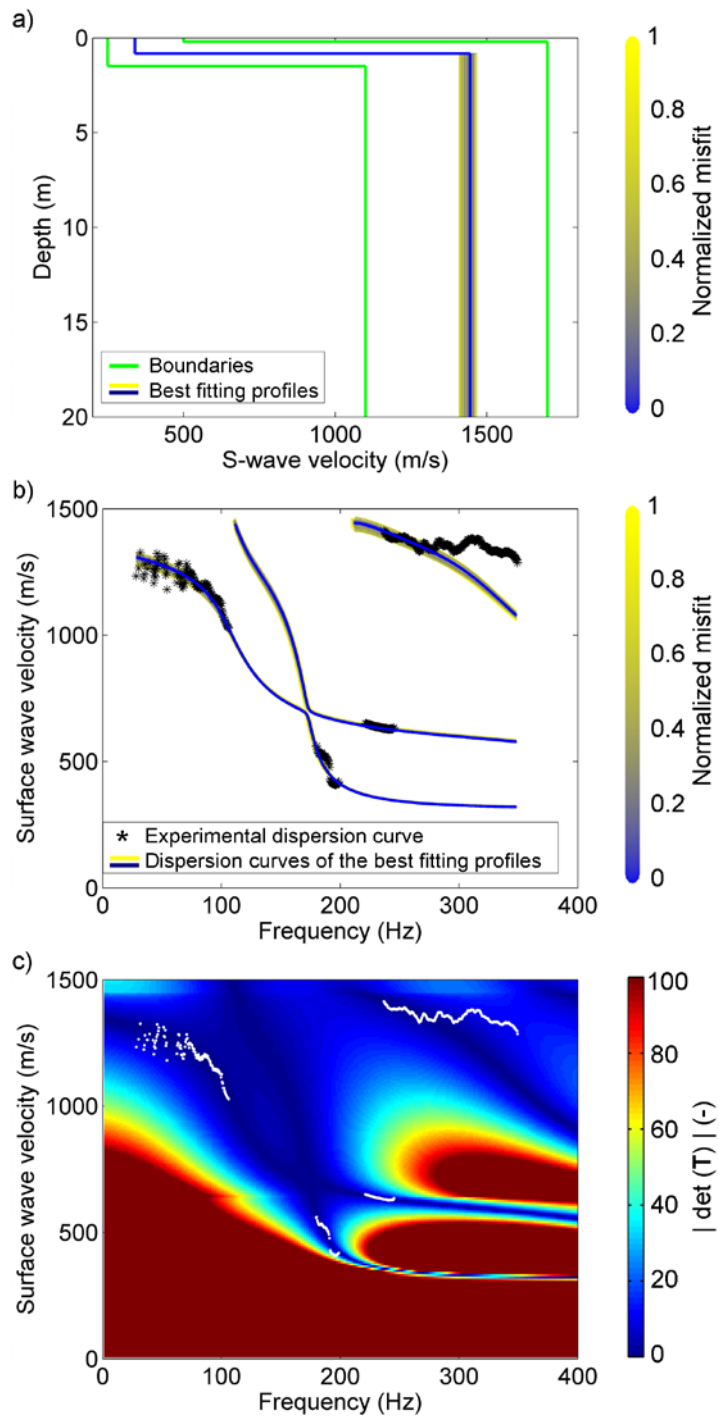 a)
0
5
10
15
20
Depth (m)
Boundaries
Best fitting profiles
500
1000
1500
S-wave velocity (m/s)
1
0.8
0.6
0.4
0.2
0
Normalized misfit
b)
1500
1000
500
0
Surface wave velocity (m/s)
* Experimental dispersion curve
Dispersion curves of the best fitting profiles
0
100
200
300
400
Frequency (Hz)
1
0.8
0.6
0.4
0.2
0
Normalized misfit
c)
1500
1000
500
0
Surface wave velocity (m/s)
0
100
200
300
400
Frequency (Hz)
100
80
60
40
20
0
| det (T) | (-)